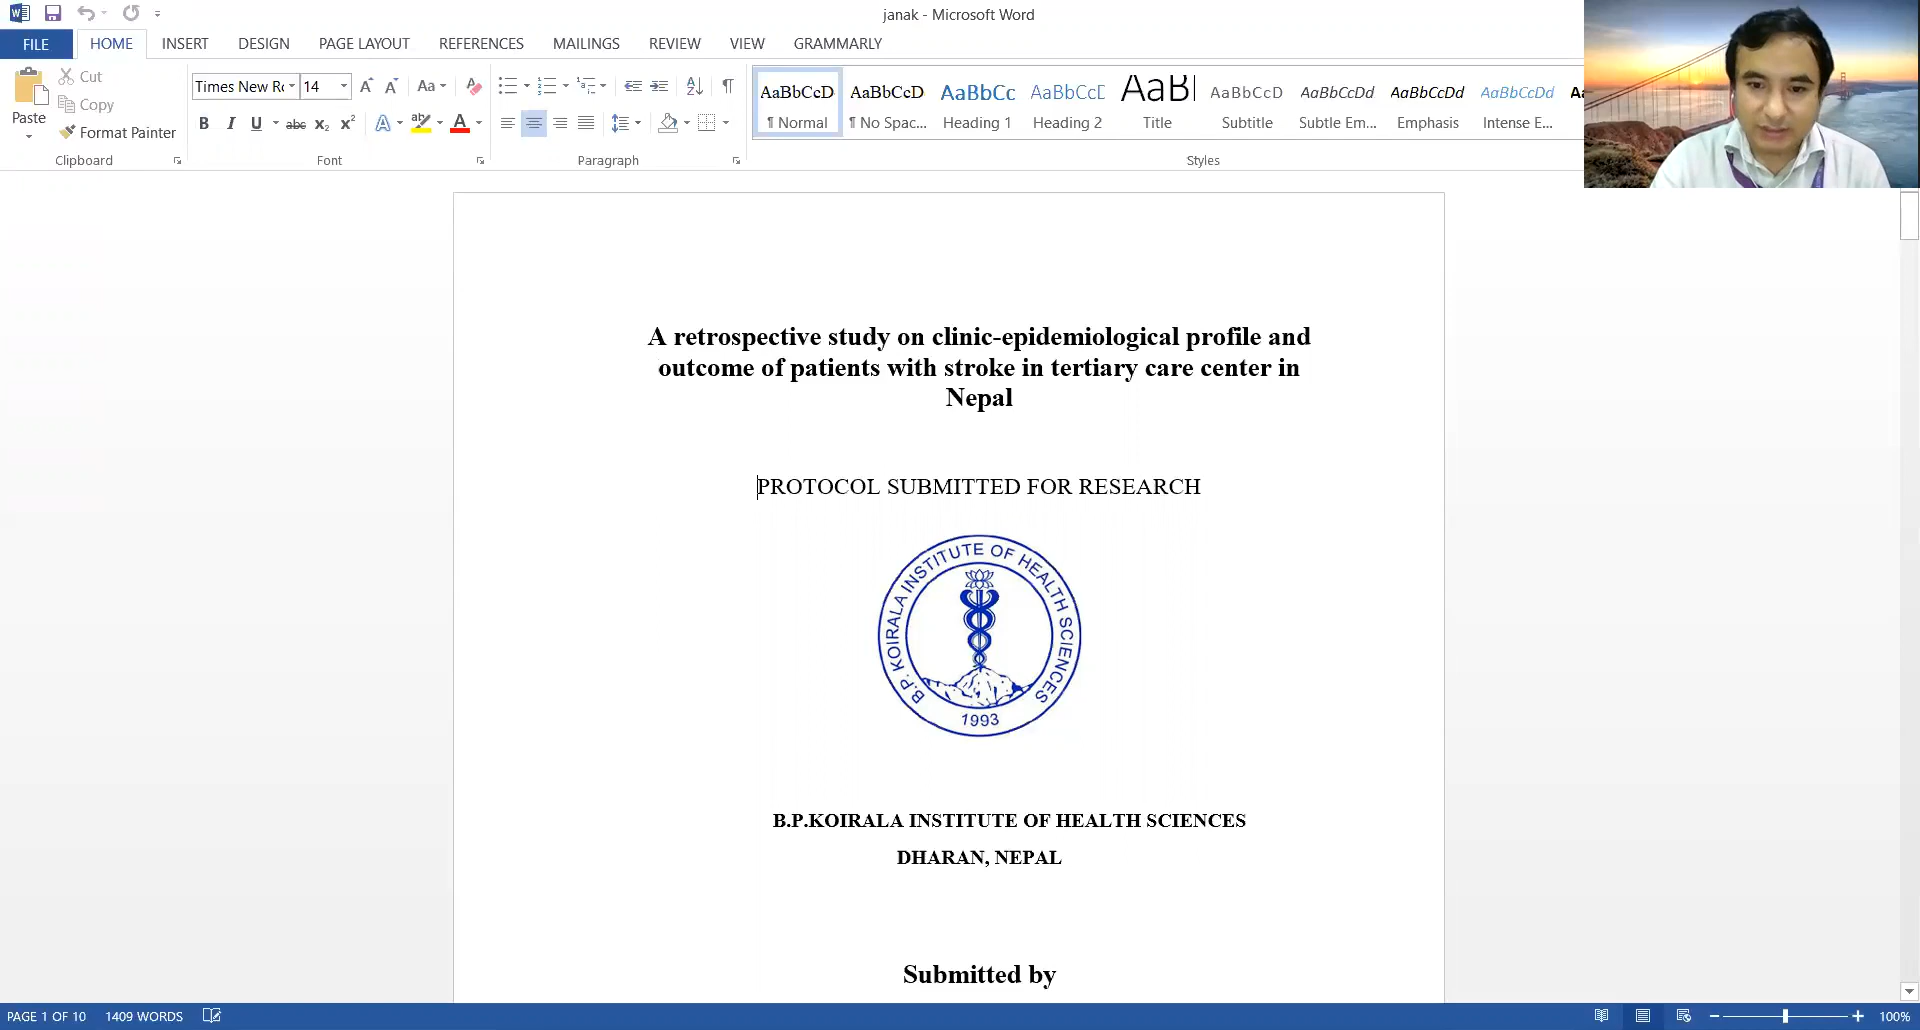 janak - Microsoft Word
FILE HOME INSERT DESIGN PAGE LAYOUT REFERENCES MAILINGS REVIEW VIEW GRAMMARLY
Paste
Cut
Copy
Format Painter
Clipboard
Times New Ro 14
Font
Paragraph
AaBbCcD AaBbCcD AaBbCc AaBbCcD AaB AaBbCcD AaBbCcDd AaBbCcDd AaBbCcDd
¶ Normal ¶ No Spac... Heading 1 Heading 2 Title Subtitle Subtle Em... Emphasis Intense E...
Styles
A retrospective study on clinic-epidemiological profile and
outcome of patients with stroke in tertiary care center in
Nepal
PROTOCOL SUBMITTED FOR RESEARCH
B.P. KOIRALA INSTITUTE OF HEALTH SCIENCES
1993
B.P.KOIRALA INSTITUTE OF HEALTH SCIENCES
DHARAN, NEPAL
Submitted by
PAGE 1 OF 10 1409 WORDS 100%